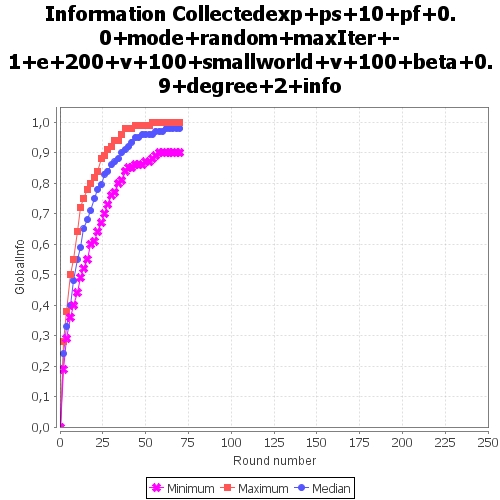 Information Collectedexp+ps+10+pf+0.
0+mode+random+maxIter+-
1+e+200+v+100+smallworld+v+100+beta+0.
9+degree+2+info
GlobalInfo
1,0
0,9
0,8
0,7
0,6
0,5
0,4
0,3
0,2
0,1
0,0
0 25 50 75 100 125 150 175 200 225 250
Round number
Minimum Maximum Median